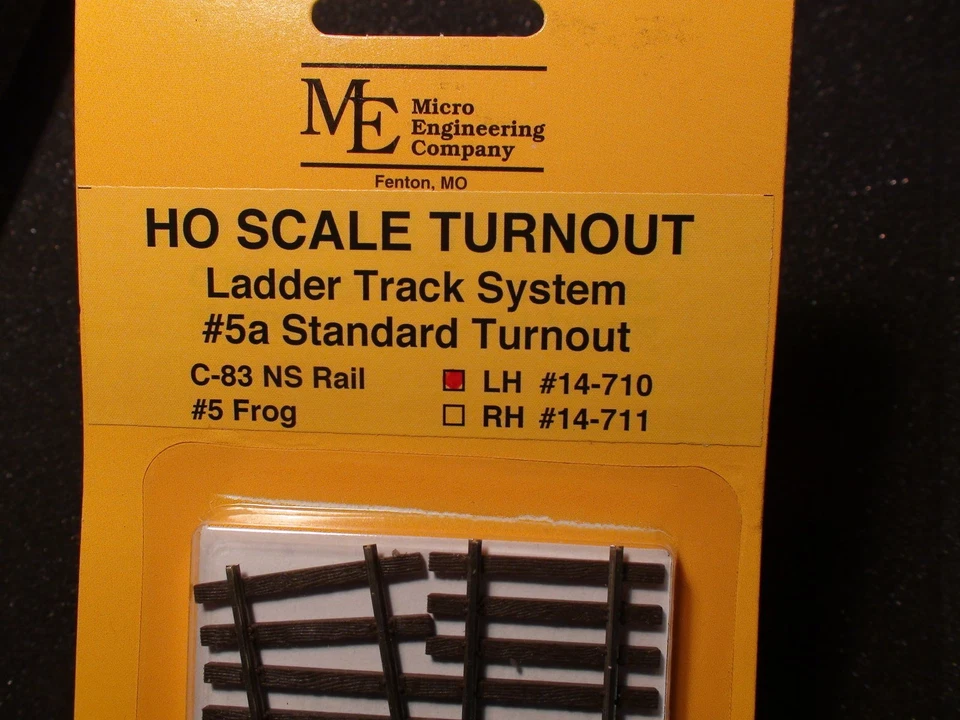 ME Micro
Engineering
Company
Fenton, MO
HO SCALE TURNOUT
Ladder Track System
#5a Standard Turnout
C-83 NS Rail LH #14-710
#5 Frog RH #14-711